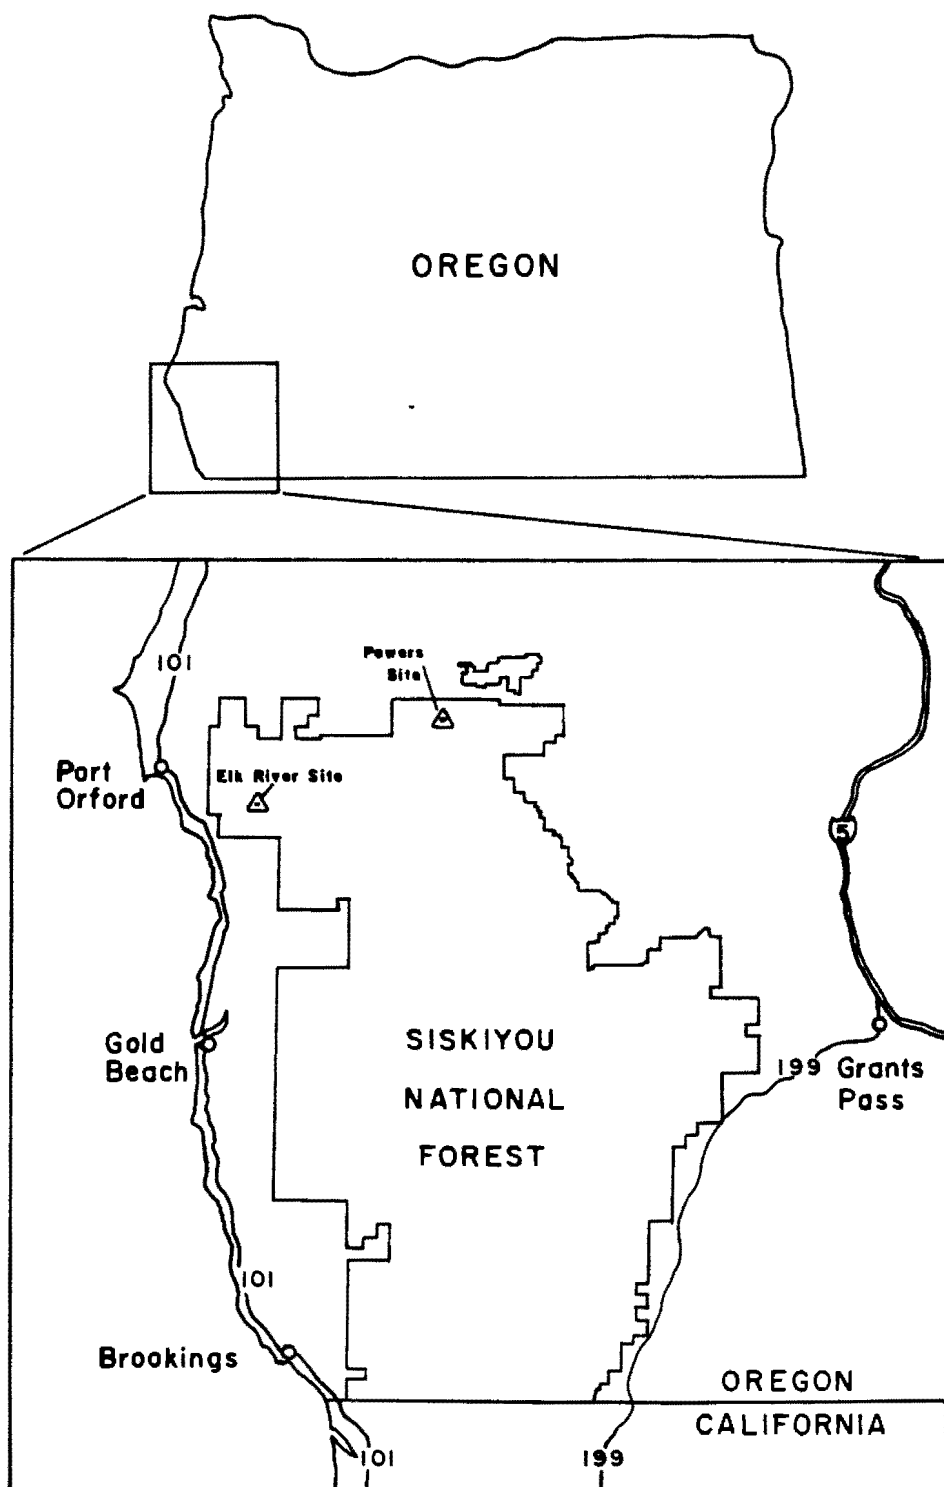 OREGON
101
Powers
Site
Elk River Site
Port
Orford
5
Gold
Beach
SISKIYOU
NATIONAL
FOREST
199
Grants
Pass
101
Brookings
OREGON
CALIFORNIA
101
199